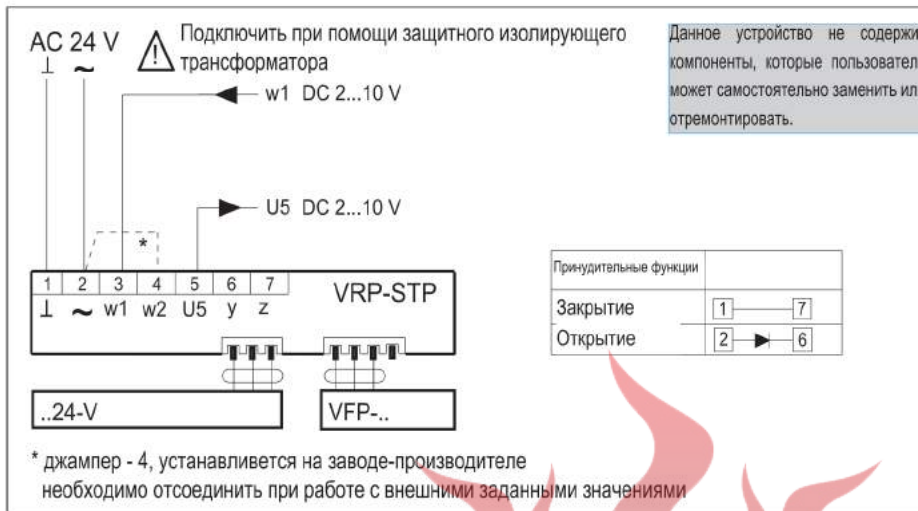 AC 24 V
⊥ ~
Подключить при помощи защитного изолирующего
трансформатора
w1 DC 2...10 V
U5 DC 2...10 V
*
1 2 3 4 5 6 7
⊥ ~ w1 w2 U5 y z
VRP-STP
..24-V
VFP-..
* джампер - 4, устанавливется на заводе-производителе
необходимо отсоединить при работе с внешними заданными значениями
Данное устройство не содержи
компоненты, которые пользовател
может самостоятельно заменить ил
отремонтировать.
Принудительные функции
Закрытие 1 7
Открытие 2 6